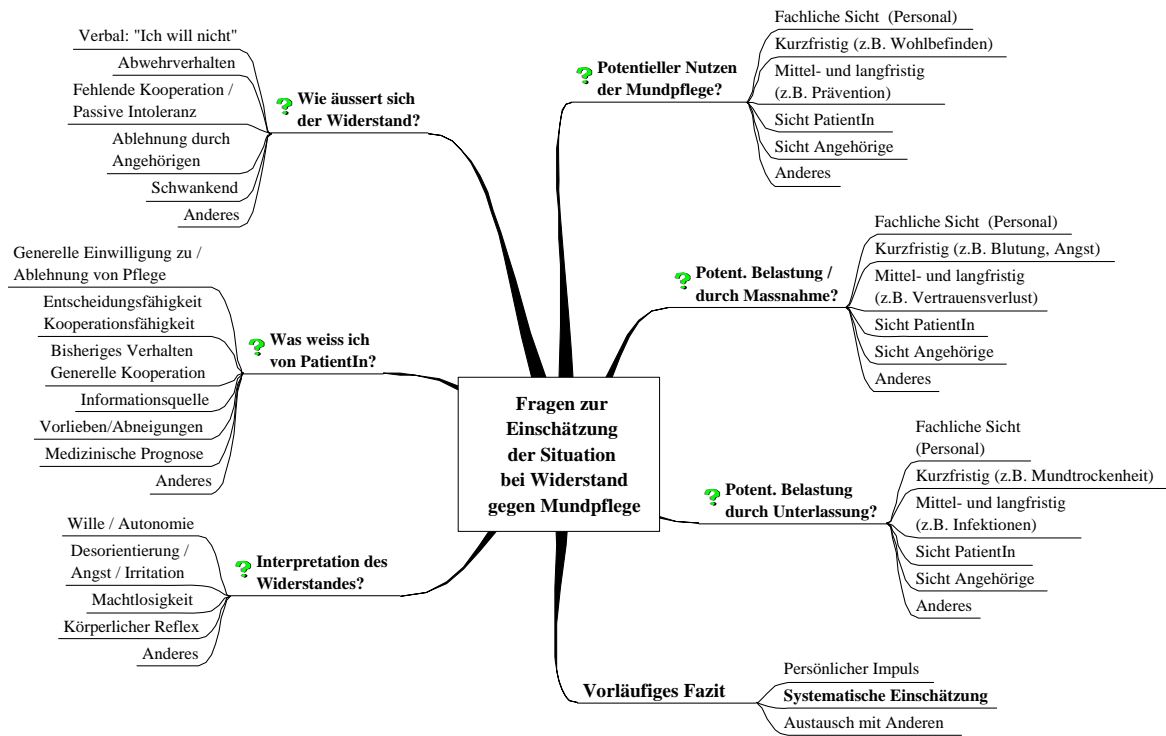 Fragen zur
Einschätzung
der Situation
bei Widerstand
gegen Mundpflege
Wie äussert sich
der Widerstand?
Verbal: "Ich will nicht"
Abwehrverhalten
Fehlende Kooperation /
Passive Intoleranz
Ablehnung durch
Angehörigen
Schwankend
Anderes
Was weiss ich
von PatientIn?
Generelle Einwilligung zu /
Ablehnung von Pflege
Entscheidungsfähigkeit
Kooperationsfähigkeit
Bisheriges Verhalten
Generelle Kooperation
Informationsquelle
Vorlieben/Abneigungen
Medizinische Prognose
Anderes
Interpretation des
Widerstandes?
Wille / Autonomie
Desorientierung /
Angst / Irritation
Machtlosigkeit
Körperlicher Reflex
Anderes
Potentieller Nutzen
der Mundpflege?
Fachliche Sicht (Personal)
Kurzfristig (z.B. Wohlbefinden)
Mittel- und langfristig
(z.B. Prävention)
Sicht PatientIn
Sicht Angehörige
Anderes
Potent. Belastung /
durch Massnahme?
Fachliche Sicht (Personal)
Kurzfristig (z.B. Blutung, Angst)
Mittel- und langfristig
(z.B. Vertrauensverlust)
Sicht PatientIn
Sicht Angehörige
Anderes
Potent. Belastung
durch Unterlassung?
Fachliche Sicht
(Personal)
Kurzfristig (z.B. Mundtrockenheit)
Mittel- und langfristig
(z.B. Infektionen)
Sicht PatientIn
Sicht Angehörige
Anderes
Vorläufiges Fazit
Persönlicher Impuls
Systematische Einschätzung
Austausch mit Anderen